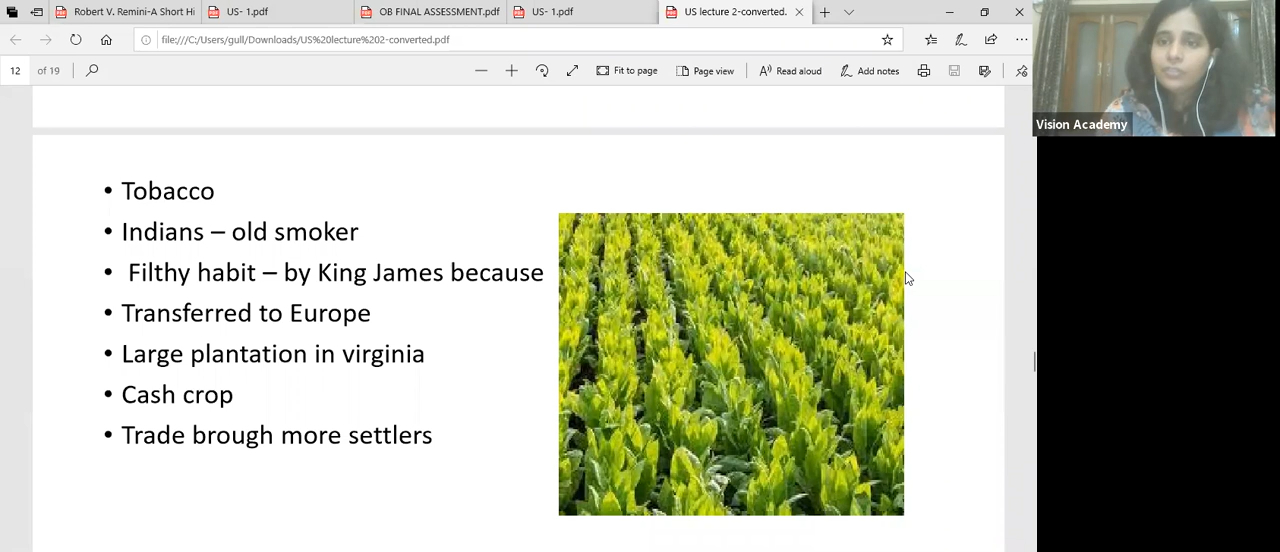 Robert V. Remini-A Short Hi
US- 1.pdf
OB FINAL ASSESSMENT.pdf
US- 1.pdf
US lecture 2-converted.
file:///C:/Users/gull/Downloads/US%20lecture%202-converted.pdf
12 of 19
Fit to page
Page view
Read aloud
Add notes
Vision Academy
• Tobacco
• Indians – old smoker
• Filthy habit – by King James because
• Transferred to Europe
• Large plantation in virginia
• Cash crop
• Trade brough more settlers